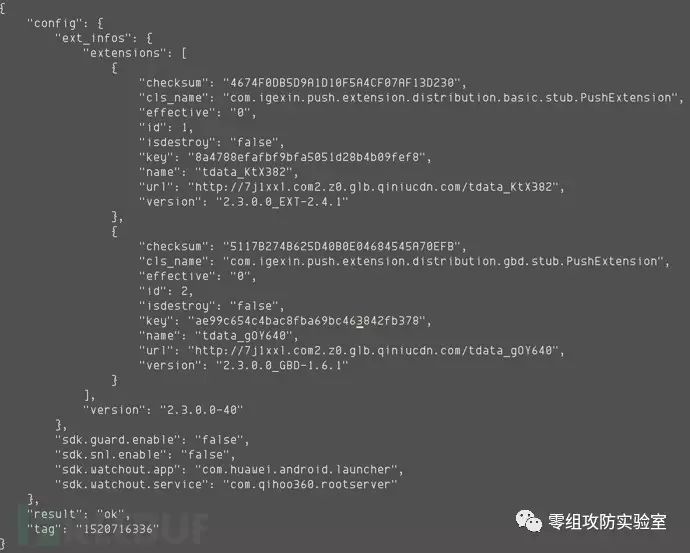 {
    "config": {
        "ext_infos": {
            "extensions": [
                {
                    "checksum": "4674F0DB5D9A1D10F5A4CF07AF13D230",
                    "cls_name": "com.igexin.push.extension.distribution.basic.stub.PushExtension",
                    "effective": "0",
                    "id": 1,
                    "isdestroy": "false",
                    "key": "8a4788efafbf9bfa5051d28b4b09fef8",
                    "name": "tdata_KtX382",
                    "url": "http://7j1xxl.com2.z0.glb.qiniucdn.com/tdata_KtX382",
                    "version": "2.3.0.0_EXT-2.4.1"
                },
                {
                    "checksum": "5117B274B625D40B0E04684545A70EFB",
                    "cls_name": "com.igexin.push.extension.distribution.gbd.stub.PushExtension",
                    "effective": "0",
                    "id": 2,
                    "isdestroy": "false",
                    "key": "ae99c654c4bac8fba69bc463842fb378",
                    "name": "tdata_gOY640",
                    "url": "http://7j1xxl.com2.z0.glb.qiniucdn.com/tdata_gOY640",
                    "version": "2.3.0.0_GBD-1.6.1"
                }
            ],
            "version": "2.3.0.0-40"
        },
        "sdk.guard.enable": "false",
        "sdk.snl.enable": "false",
        "sdk.watchout.app": "com.huawei.android.launcher",
        "sdk.watchout.service": "com.qihoo360.rootserver"
    },
    "result": "ok",
    "tag": "1520716336"
}
零组攻防实验室